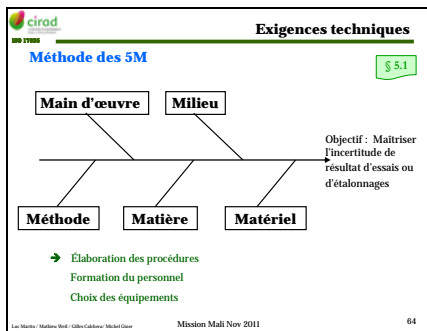 cirad
Exigences techniques
ISO 17025
Méthode des 5M
§ 5.1
Main d'œuvre
Milieu
Objectif : Maîtriser
l'incertitude de
résultat d'essais ou
d'étalonnages
Méthode
Matière
Matériel
➔ Élaboration des procédures
Formation du personnel
Choix des équipements
Luc Martin / Mathieu Weil / Gilles Caldiera/ Michel Giner
Mission Mali Nov 2011
64